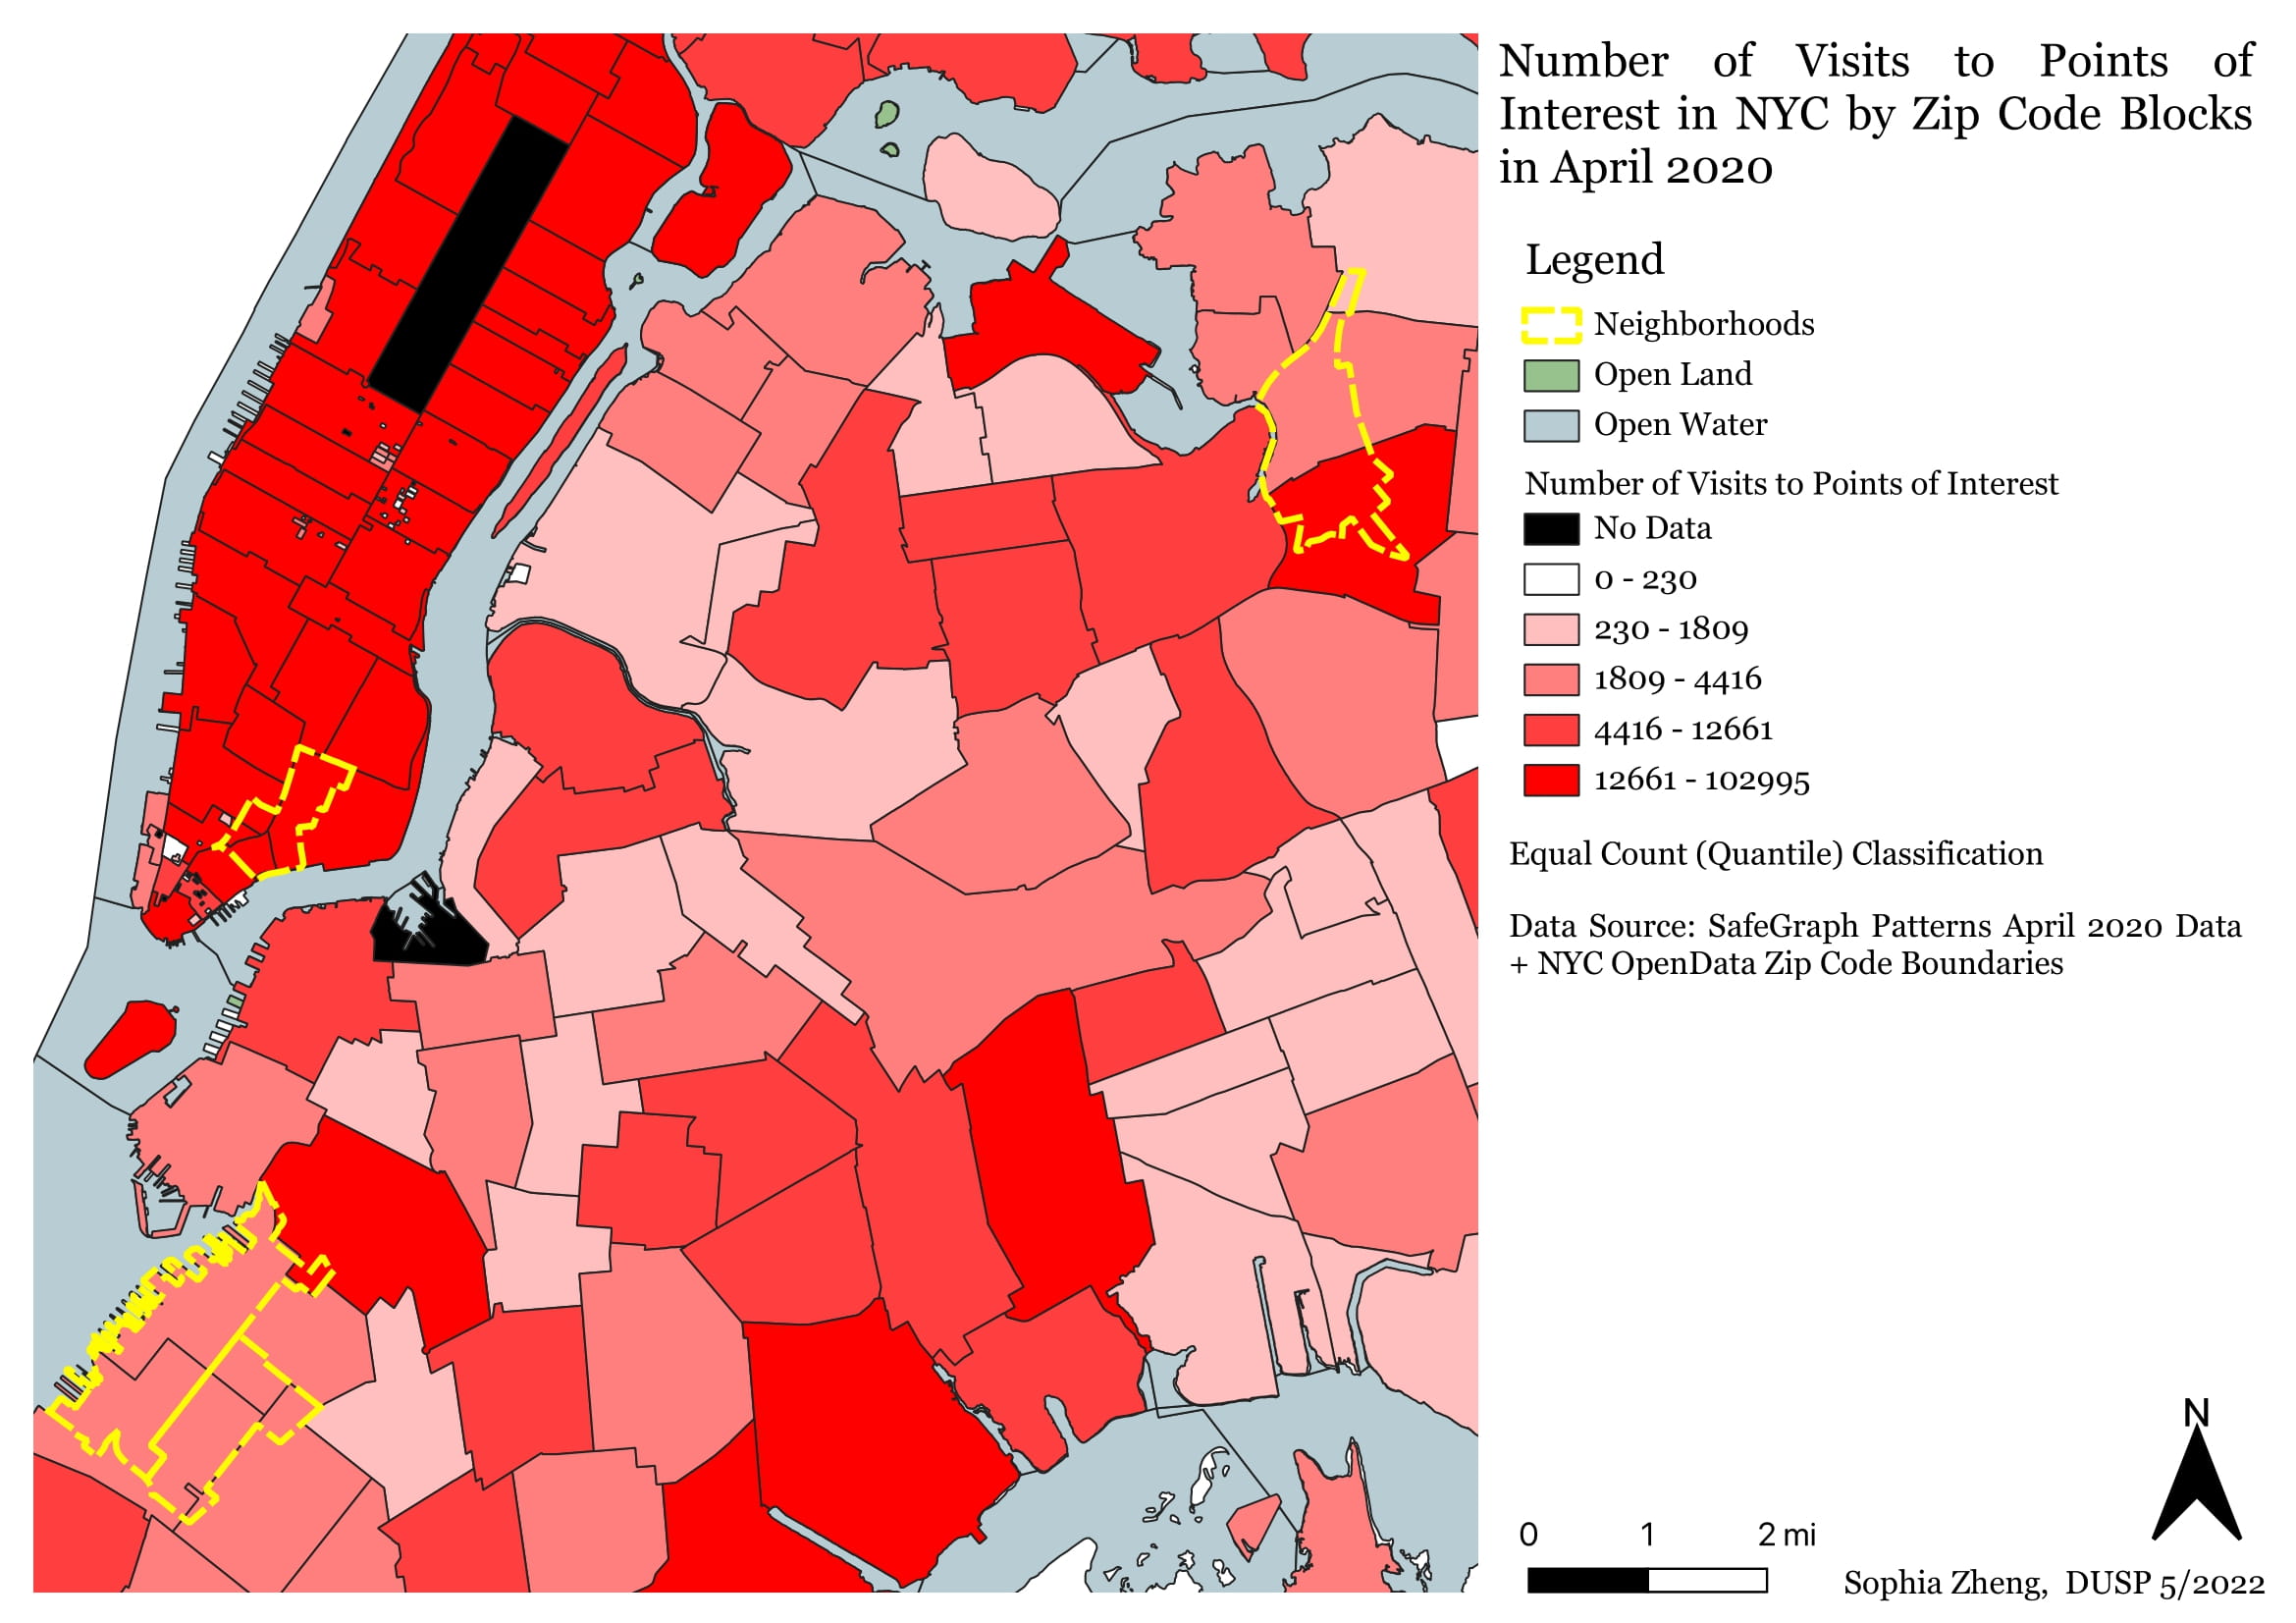 Number of Visits to Points of
Interest in NYC by Zip Code Blocks
in April 2020
Legend
Neighborhoods
Open Land
Open Water
Number of Visits to Points of Interest
No Data
0 - 230
230 - 1809
1809 - 4416
4416 - 12661
12661 - 102995
Equal Count (Quantile) Classification
Data Source: SafeGraph Patterns April 2020 Data
+ NYC OpenData Zip Code Boundaries
N
0 1 2 mi
Sophia Zheng, DUSP 5/2022